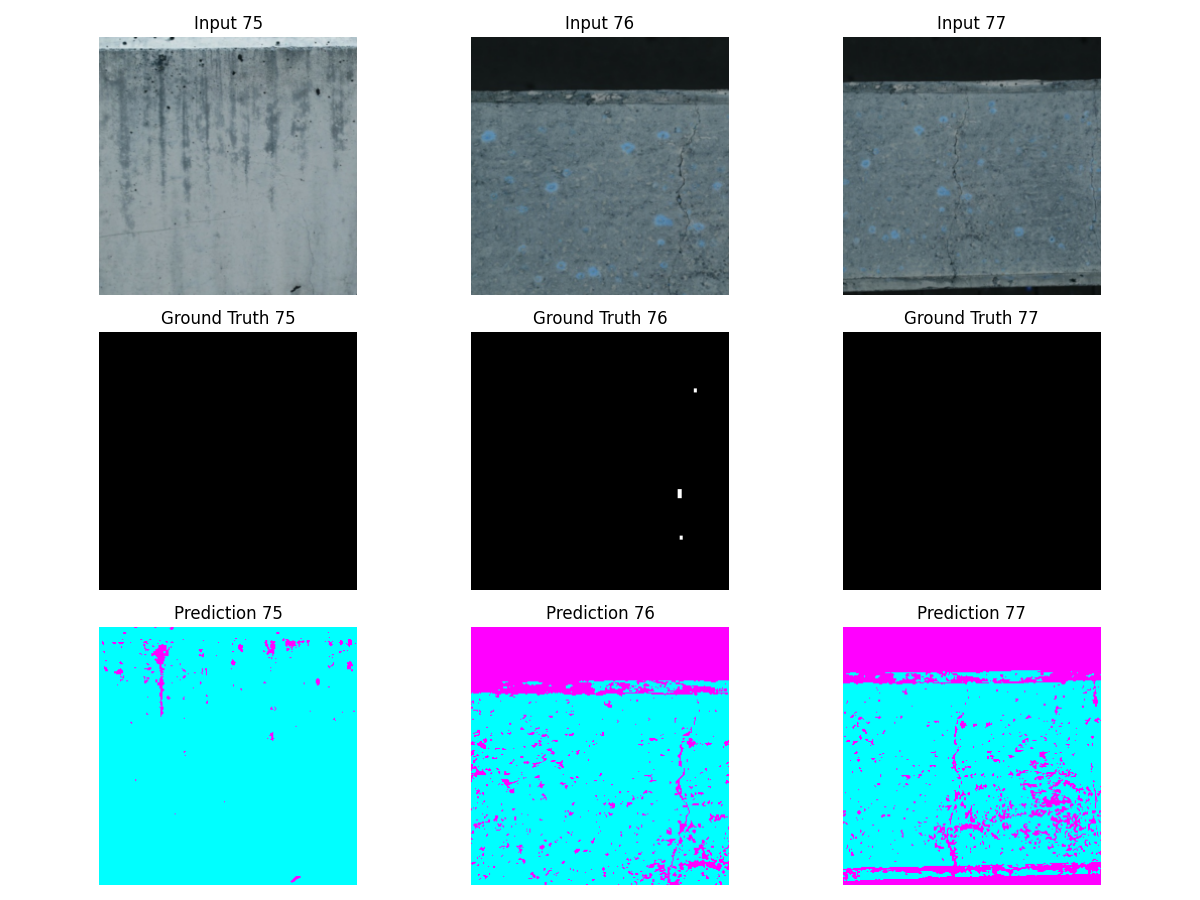 Input 75
Input 76
Input 77
Ground Truth 75
Ground Truth 76
Ground Truth 77
Prediction 75
Prediction 76
Prediction 77